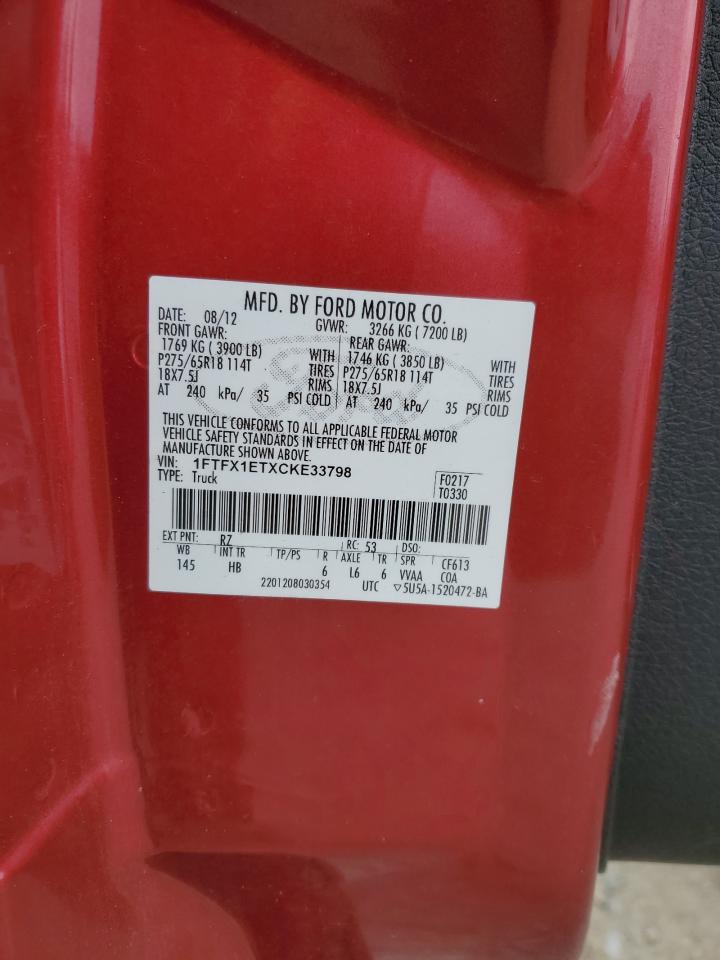 MFD. BY FORD MOTOR CO.
DATE: 08/12 GVWR: 3266 KG ( 7200 LB)
FRONT GAWR: REAR GAWR:
1769 KG ( 3900 LB) WITH 1746 KG ( 3850 LB) WITH
P275/65R18 114T TIRES P275/65R18 114T TIRES
18X7.5J RIMS 18X7.5J RIMS
AT 240 kPa/ 35 PSI COLD AT 240 kPa/ 35 PSI COLD
THIS VEHICLE CONFORMS TO ALL APPLICABLE FEDERAL MOTOR
VEHICLE SAFETY STANDARDS IN EFFECT ON THE DATE OF
MANUFACTURE SHOWN ABOVE.
VIN: 1FTFX1ETXCKE33798
TYPE: Truck
F0217
T0330
EXT PNT: RZ RC: 53 DSO:
WB INT TR TP/PS R AXLE TR SPR CF613
145 HB 6 L6 6 VVAA COA
2201208030354 UTC ▽5U5A-1520472-BA